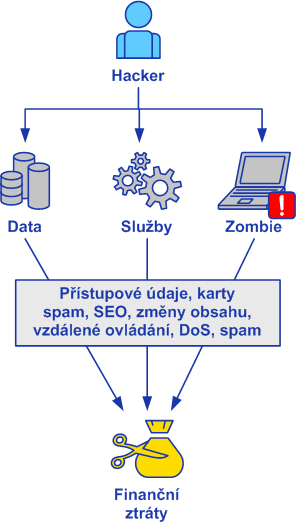 Hacker
Data
Služby
Zombie
!
Přístupové údaje, karty
spam, SEO, změny obsahu,
vzdálené ovládání, DoS, spam
Finanční
ztráty